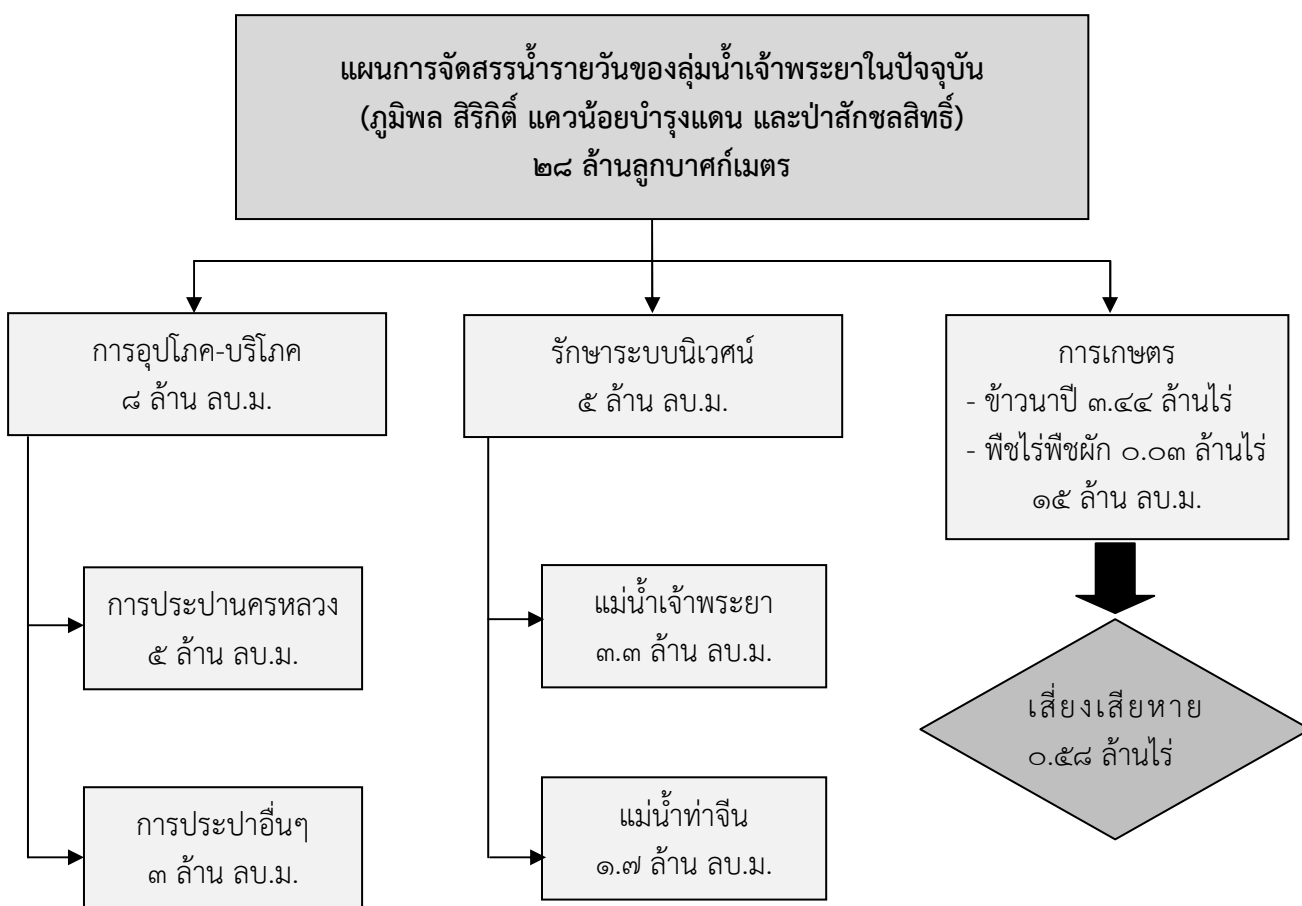 แผนการจัดสรรน้ำรายวันของลุ่มน้ำเจ้าพระยาในปัจจุบัน
(ภูมิพล สิริกิติ์ แควน้อยบำรุงแดน และป่าสักชลสิทธิ์)
๒๘ ล้านลูกบาศก์เมตร
การอุปโภค-บริโภค
๘ ล้าน ลบ.ม.
การประปานครหลวง
๕ ล้าน ลบ.ม.
การประปาอื่นๆ
๓ ล้าน ลบ.ม.
รักษาระบบนิเวศน์
๕ ล้าน ลบ.ม.
แม่น้ำเจ้าพระยา
๓.๓ ล้าน ลบ.ม.
แม่น้ำท่าจีน
๑.๗ ล้าน ลบ.ม.
การเกษตร
- ข้าวนาปี ๓.๔๔ ล้านไร่
- พืชไร่พืชผัก ๐.๐๓ ล้านไร่
๑๕ ล้าน ลบ.ม.
เสี่ยงเสียหาย
๐.๕๘ ล้านไร่